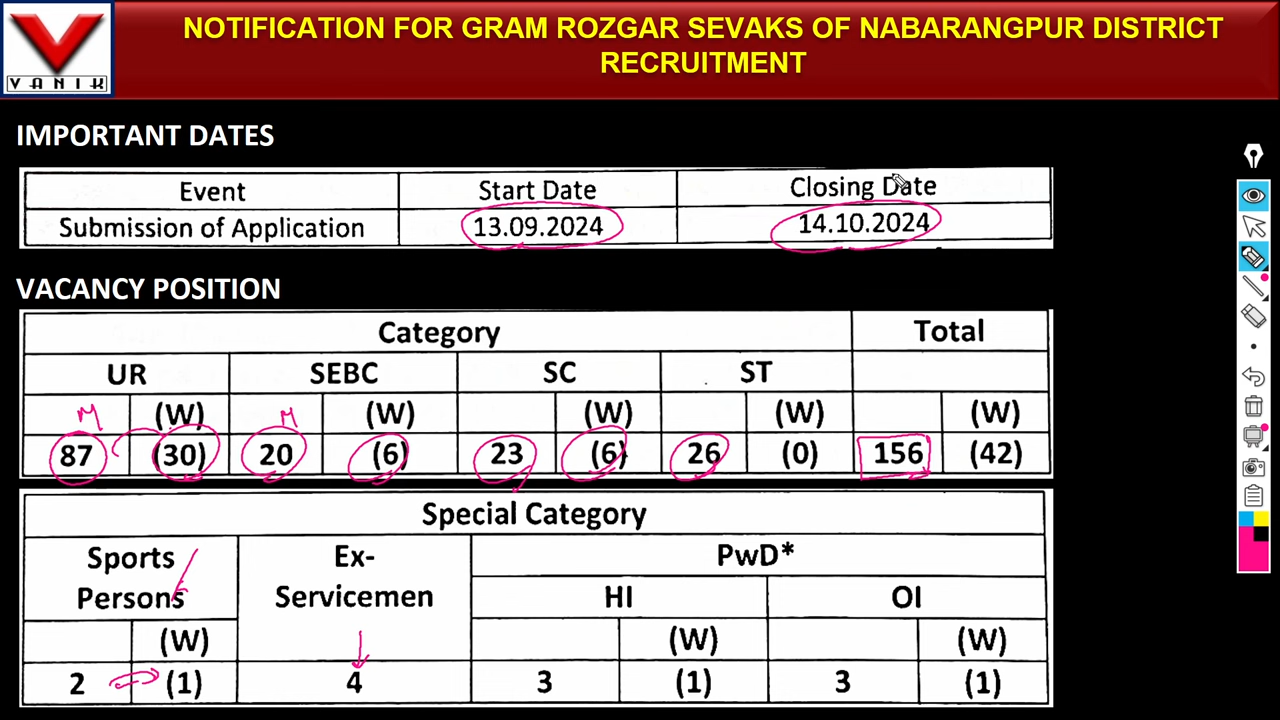 NOTIFICATION FOR GRAM ROZGAR SEVAKS OF NABARANGPUR DISTRICT
RECRUITMENT
VANIK
IMPORTANT DATES
Event Start Date Closing Date
Submission of Application 13.09.2024 14.10.2024
VACANCY POSITION
Category Total
UR SEBC SC ST
M (W) M (W) (W) (W) (W)
87 (30) 20 (6) 23 (6) 26 (0) 156 (42)
Special Category
Sports Persons Ex-Servicemen PwD*
HI OI
(W) (W) (W)
2 (1) 4 3 (1) 3 (1)